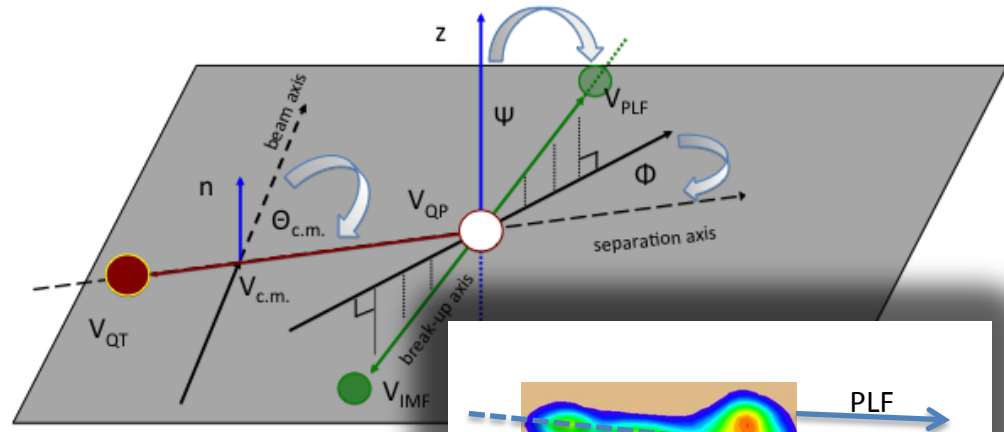 z
beam axis
V_PLF
Ψ
n
V_QP
Φ
Θ_c.m.
separation axis
V_c.m.
V_QT
break-up axis
V_IMF
PLF